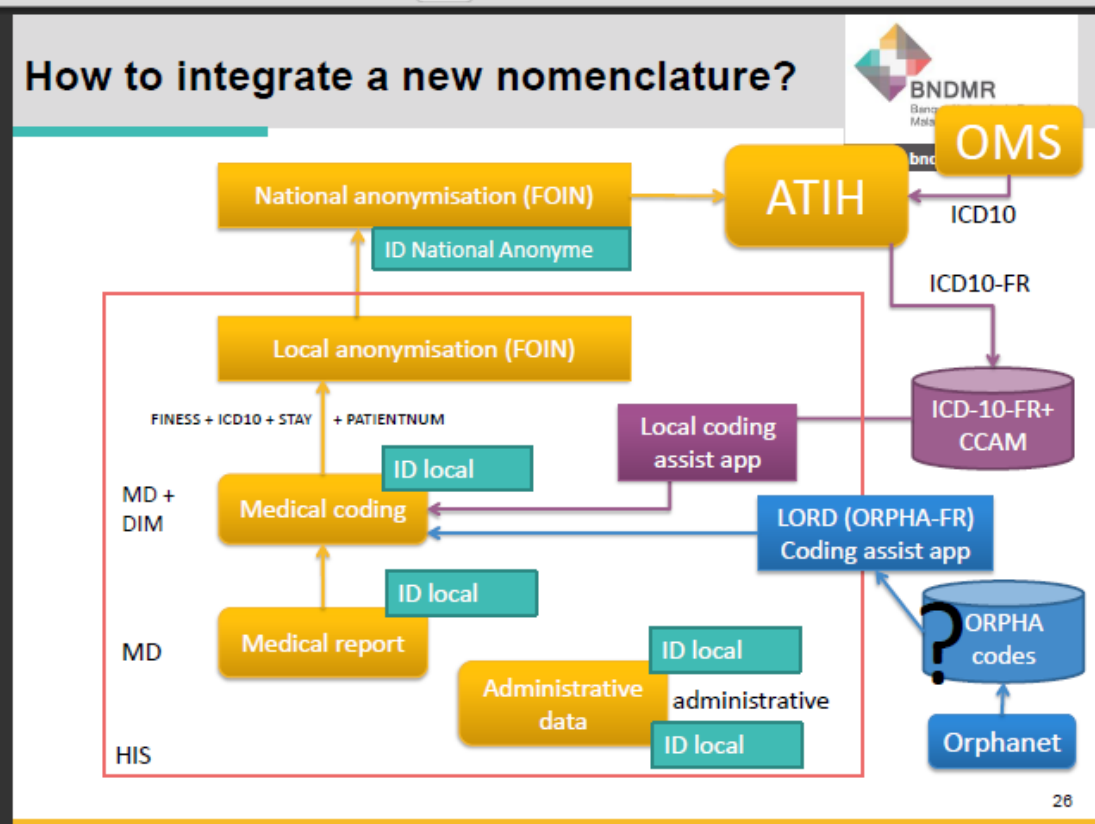 How to integrate a new nomenclature?
BNDMR
OMS
National anonymisation (FOIN)
ATIH
ID National Anonyme
ICD10
ICD10-FR
Local anonymisation (FOIN)
FINESS + ICD10 + STAY + PATIENTNUM
ICD-10-FR+
CCAM
Local coding
assist app
ID local
MD +
DIM
Medical coding
LORD (ORPHA-FR)
Coding assist app
ID local
Medical report
MD
?
ORPHA
codes
ID local
Administrative
data
administrative
ID local
HIS
Orphanet
26